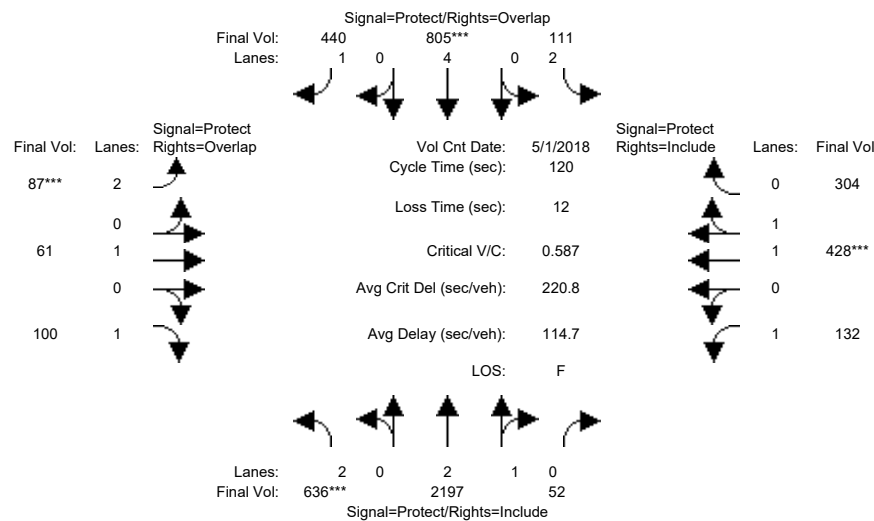 Signal=Protect/Rights=Overlap
Final Vol: 440 805*** 111
Lanes: 1 0 4 0 2
Signal=Protect
Final Vol: Lanes: Rights=Overlap
Vol Cnt Date: 5/1/2018
Signal=Protect
Rights=Include Lanes: Final Vol
Cycle Time (sec): 120
87*** 2
0 304
Loss Time (sec): 12
0
1
61 1
Critical V/C: 0.587
1 428***
0
Avg Crit Del (sec/veh): 220.8
0
100 1
Avg Delay (sec/veh): 114.7
1 132
LOS: F
Lanes: 2 0 2 1 0
Final Vol: 636*** 2197 52
Signal=Protect/Rights=Include